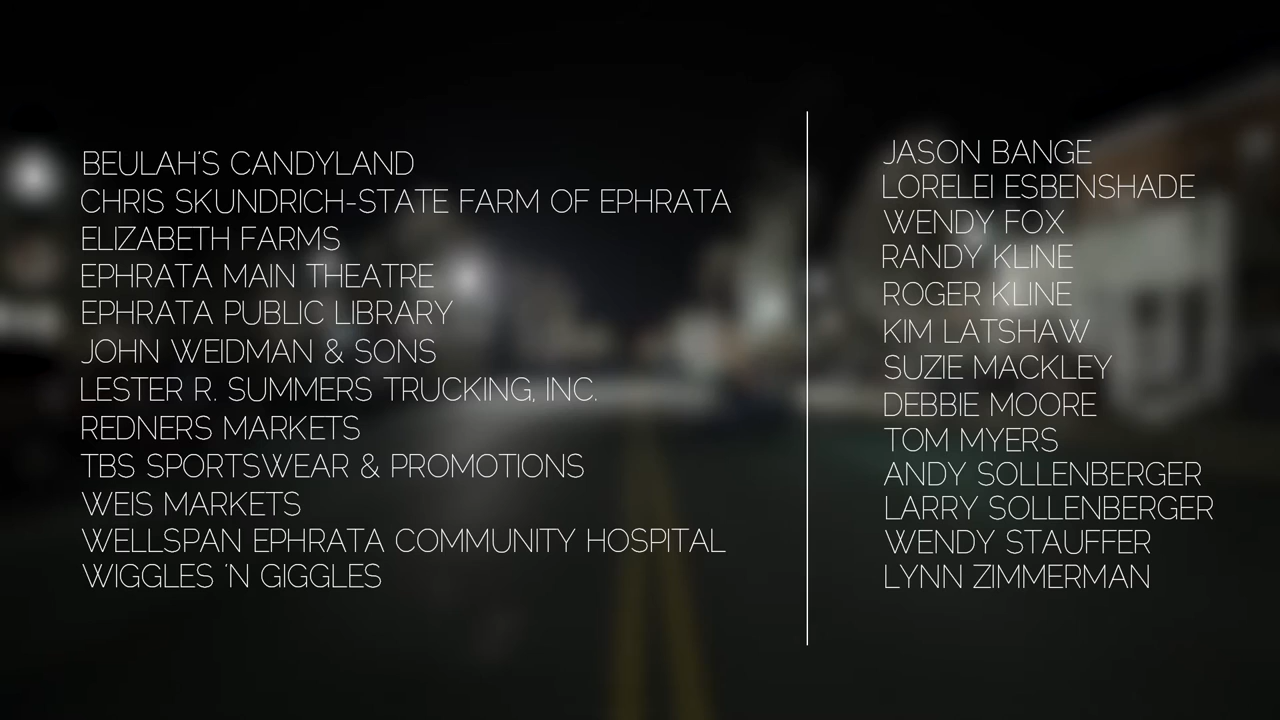 BEULAH'S CANDYLAND
CHRIS SKUNDRICH-STATE FARM OF EPHRATA
ELIZABETH FARMS
EPHRATA MAIN THEATRE
EPHRATA PUBLIC LIBRARY
JOHN WEIDMAN & SONS
LESTER R. SUMMERS TRUCKING, INC.
REDNERS MARKETS
TBS SPORTSWEAR & PROMOTIONS
WEIS MARKETS
WELLSPAN EPHRATA COMMUNITY HOSPITAL
WIGGLES 'N GIGGLES
JASON BANGE
LORELEI ESBENSHADE
WENDY FOX
RANDY KLINE
ROGER KLINE
KIM LATSHAW
SUZIE MACKLEY
DEBBIE MOORE
TOM MYERS
ANDY SOLLENBERGER
LARRY SOLLENBERGER
WENDY STAUFFER
LYNN ZIMMERMAN